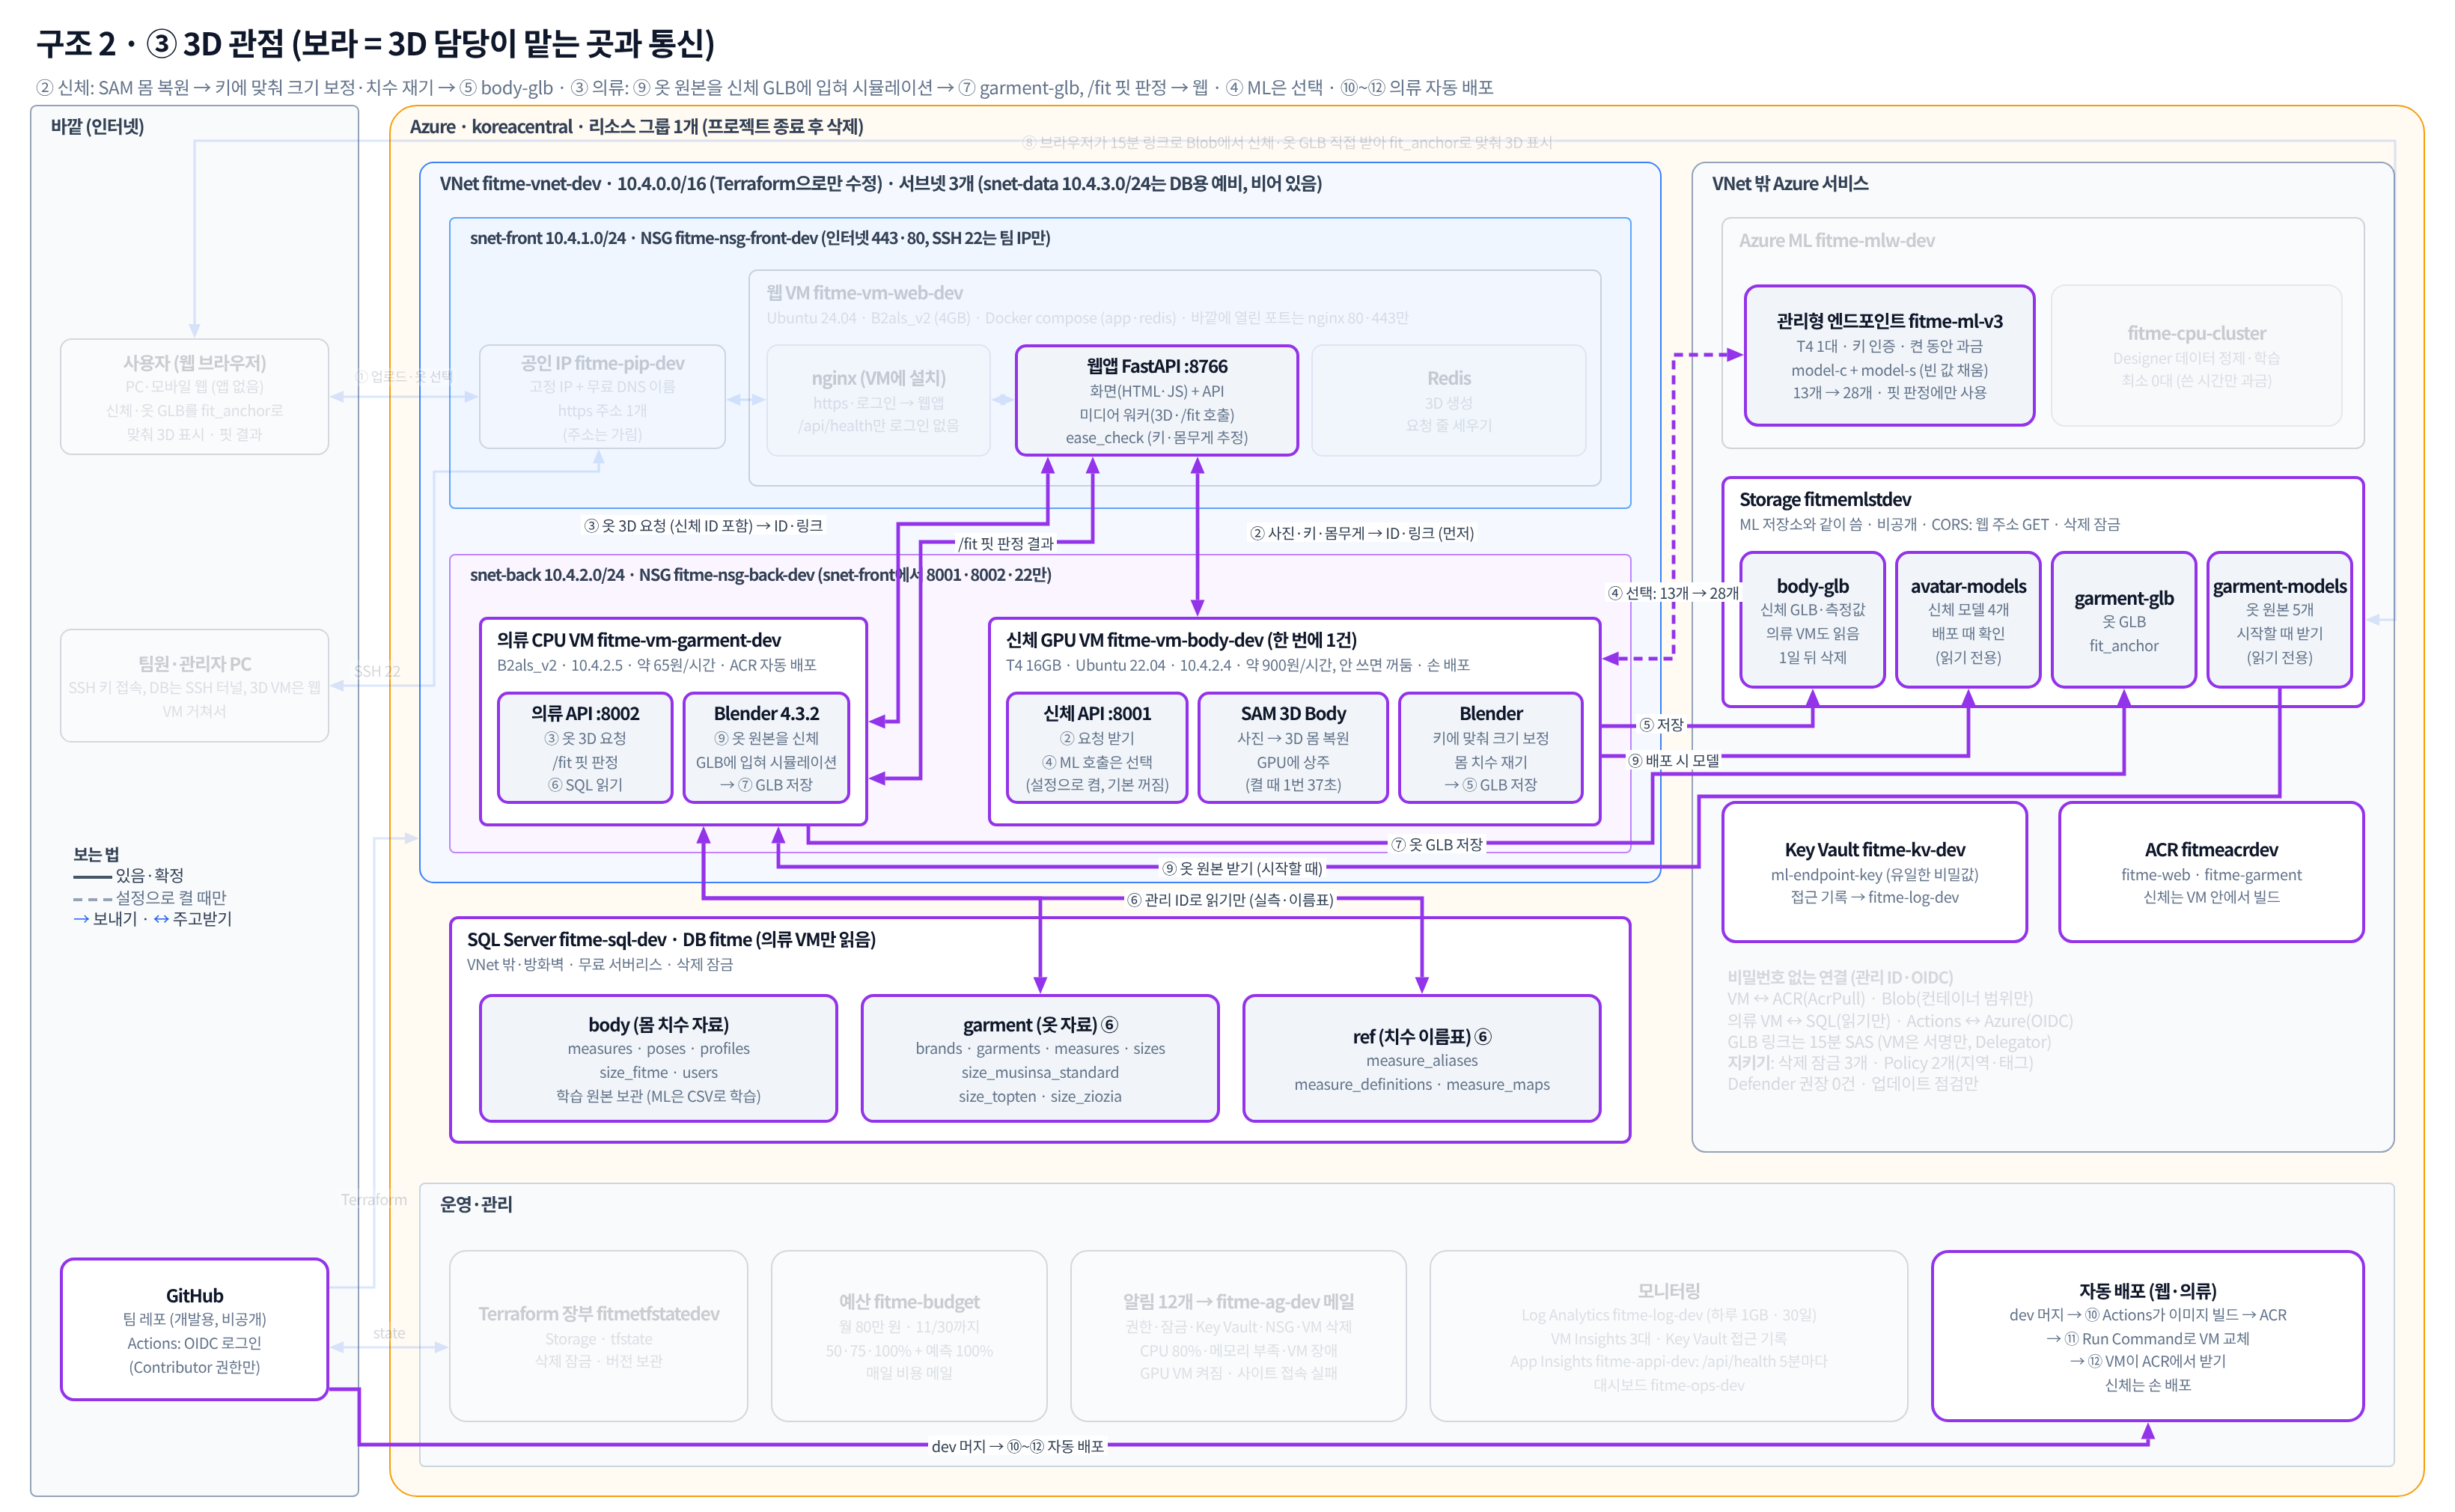 구조 2 · ③ 3D 관점 (보라 = 3D 담당이 맡는 곳과 통신)
② 신체: SAM 몸 복원 → 키에 맞춰 크기 보정·치수 재기 → ⑤ body-glb · ③ 의류: ⑨ 옷 원본을 신체 GLB에 입혀 시뮬레이션 → ⑦ garment-glb, /fit 핏 판정 → 웹 · ④ ML은 선택 · ⑩~⑫ 의류 자동 배포
바깥 (인터넷)
Azure · koreacentral · 리소스 그룹 1개 (프로젝트 종료 후 삭제)
⑧ 브라우저가 15분 링크로 Blob에서 신체·옷 GLB 직접 받아 fit_anchor로 맞춰 3D 표시
VNet fitme-vnet-dev · 10.4.0.0/16 (Terraform으로만 수정) · 서브넷 3개 (snet-data 10.4.3.0/24는 DB용 예비, 비어 있음)
VNet 밖 Azure 서비스
snet-front 10.4.1.0/24 · NSG fitme-nsg-front-dev (인터넷 443·80, SSH 22는 팀 IP만)
웹 VM fitme-vm-web-dev
Ubuntu 24.04 · B2als_v2 (4GB) · Docker compose (app·redis) · 바깥에 열린 포트는 nginx 80·443만
사용자 (웹 브라우저)
PC·모바일 웹 (앱 없음)
신체·옷 GLB를 fit_anchor로
맞춰 3D 표시 · 핏 결과
① 업로드·옷 선택
공인 IP fitme-pip-dev
고정 IP + 무료 DNS 이름
https 주소 1개
(주소는 가림)
nginx (VM에 설치)
https·로그인 → 웹앱
/api/health만 로그인 없음
웹앱 FastAPI :8766
화면(HTML·JS) + API
미디어 워커(3D·/fit 호출)
ease_check (키·몸무게 추정)
Redis
3D 생성
요청 줄 세우기
Azure ML fitme-mlw-dev
관리형 엔드포인트 fitme-ml-v3
T4 1대 · 키 인증 · 켠 동안 과금
model-c + model-s (빈 값 채움)
13개 → 28개 · 핏 판정에만 사용
fitme-cpu-cluster
Designer 데이터 정제·학습
최소 0대 (쓴 시간만 과금)
③ 옷 3D 요청 (신체 ID 포함) → ID·링크
/fit 핏 판정 결과
② 사진·키·몸무게 → ID·링크 (먼저)
④ 선택: 13개 → 28개
Storage fitmemlstdev
ML 저장소와 같이 씀 · 비공개 · CORS: 웹 주소 GET · 삭제 잠금
body-glb
신체 GLB·측정값
의류 VM도 읽음
1일 뒤 삭제
avatar-models
신체 모델 4개
배포 때 확인
(읽기 전용)
garment-glb
옷 GLB
fit_anchor
garment-models
옷 원본 5개
시작할 때 받기
(읽기 전용)
팀원·관리자 PC
SSH 키 접속, DB는 SSH 터널, 3D VM은 웹
VM 거쳐서
SSH 22
snet-back 10.4.2.0/24 · NSG fitme-nsg-back-dev (snet-front에서 8001·8002·22만)
의류 CPU VM fitme-vm-garment-dev
B2als_v2 · 10.4.2.5 · 약 65원/시간 · ACR 자동 배포
의류 API :8002
③ 옷 3D 요청
/fit 핏 판정
⑥ SQL 읽기
Blender 4.3.2
⑨ 옷 원본을 신체
GLB에 입혀 시뮬레이션
→ ⑦ GLB 저장
신체 GPU VM fitme-vm-body-dev (한 번에 1건)
T4 16GB · Ubuntu 22.04 · 10.4.2.4 · 약 900원/시간, 안 쓰면 꺼둠 · 손 배포
신체 API :8001
② 요청 받기
④ ML 호출은 선택
(설정으로 켬, 기본 꺼짐)
SAM 3D Body
사진 → 3D 몸 복원
GPU에 상주
(켤 때 1번 37초)
Blender
키에 맞춰 크기 보정
몸 치수 재기
→ ⑤ GLB 저장
⑤ 저장
⑨ 배포 시 모델
⑦ 옷 GLB 저장
⑨ 옷 원본 받기 (시작할 때)
⑥ 관리 ID로 읽기만 (실측·이름표)
보는 법
있음·확정
설정으로 켤 때만
→ 보내기 · ↔ 주고받기
Key Vault fitme-kv-dev
ml-endpoint-key (유일한 비밀값)
접근 기록 → fitme-log-dev
ACR fitmeacrdev
fitme-web · fitme-garment
신체는 VM 안에서 빌드
SQL Server fitme-sql-dev · DB fitme (의류 VM만 읽음)
VNet 밖·방화벽 · 무료 서버리스 · 삭제 잠금
body (몸 치수 자료)
measures · poses · profiles
size_fitme · users
학습 원본 보관 (ML은 CSV로 학습)
garment (옷 자료) ⑥
brands · garments · measures · sizes
size_musinsa_standard
size_topten · size_ziozia
ref (치수 이름표) ⑥
measure_aliases
measure_definitions · measure_maps
비밀번호 없는 연결 (관리 ID·OIDC)
VM ↔ ACR(AcrPull) · Blob(컨테이너 범위만)
의류 VM ↔ SQL(읽기만) · Actions ↔ Azure(OIDC)
GLB 링크는 15분 SAS (VM은 서명만, Delegator)
지키기: 삭제 잠금 3개 · Policy 2개(지역·태그)
Defender 권장 0건 · 업데이트 점검만
Terraform
운영·관리
GitHub
팀 레포 (개발용, 비공개)
Actions: OIDC 로그인
(Contributor 권한만)
state
Terraform 장부 fitmetfstatedev
Storage · tfstate
삭제 잠금 · 버전 보관
예산 fitme-budget
월 80만 원 · 11/30까지
50·75·100% + 예측 100%
매일 비용 메일
알림 12개 → fitme-ag-dev 메일
권한·잠금·Key Vault·NSG·VM 삭제
CPU 80%·메모리 부족·VM 장애
GPU VM 켜짐 · 사이트 접속 실패
모니터링
Log Analytics fitme-log-dev (하루 1GB · 30일)
VM Insights 3대 · Key Vault 접근 기록
App Insights fitme-appi-dev: /api/health 5분마다
대시보드 fitme-ops-dev
자동 배포 (웹·의류)
dev 머지 → ⑩ Actions가 이미지 빌드 → ACR
→ ⑪ Run Command로 VM 교체
→ ⑫ VM이 ACR에서 받기
신체는 손 배포
dev 머지 → ⑩~⑫ 자동 배포